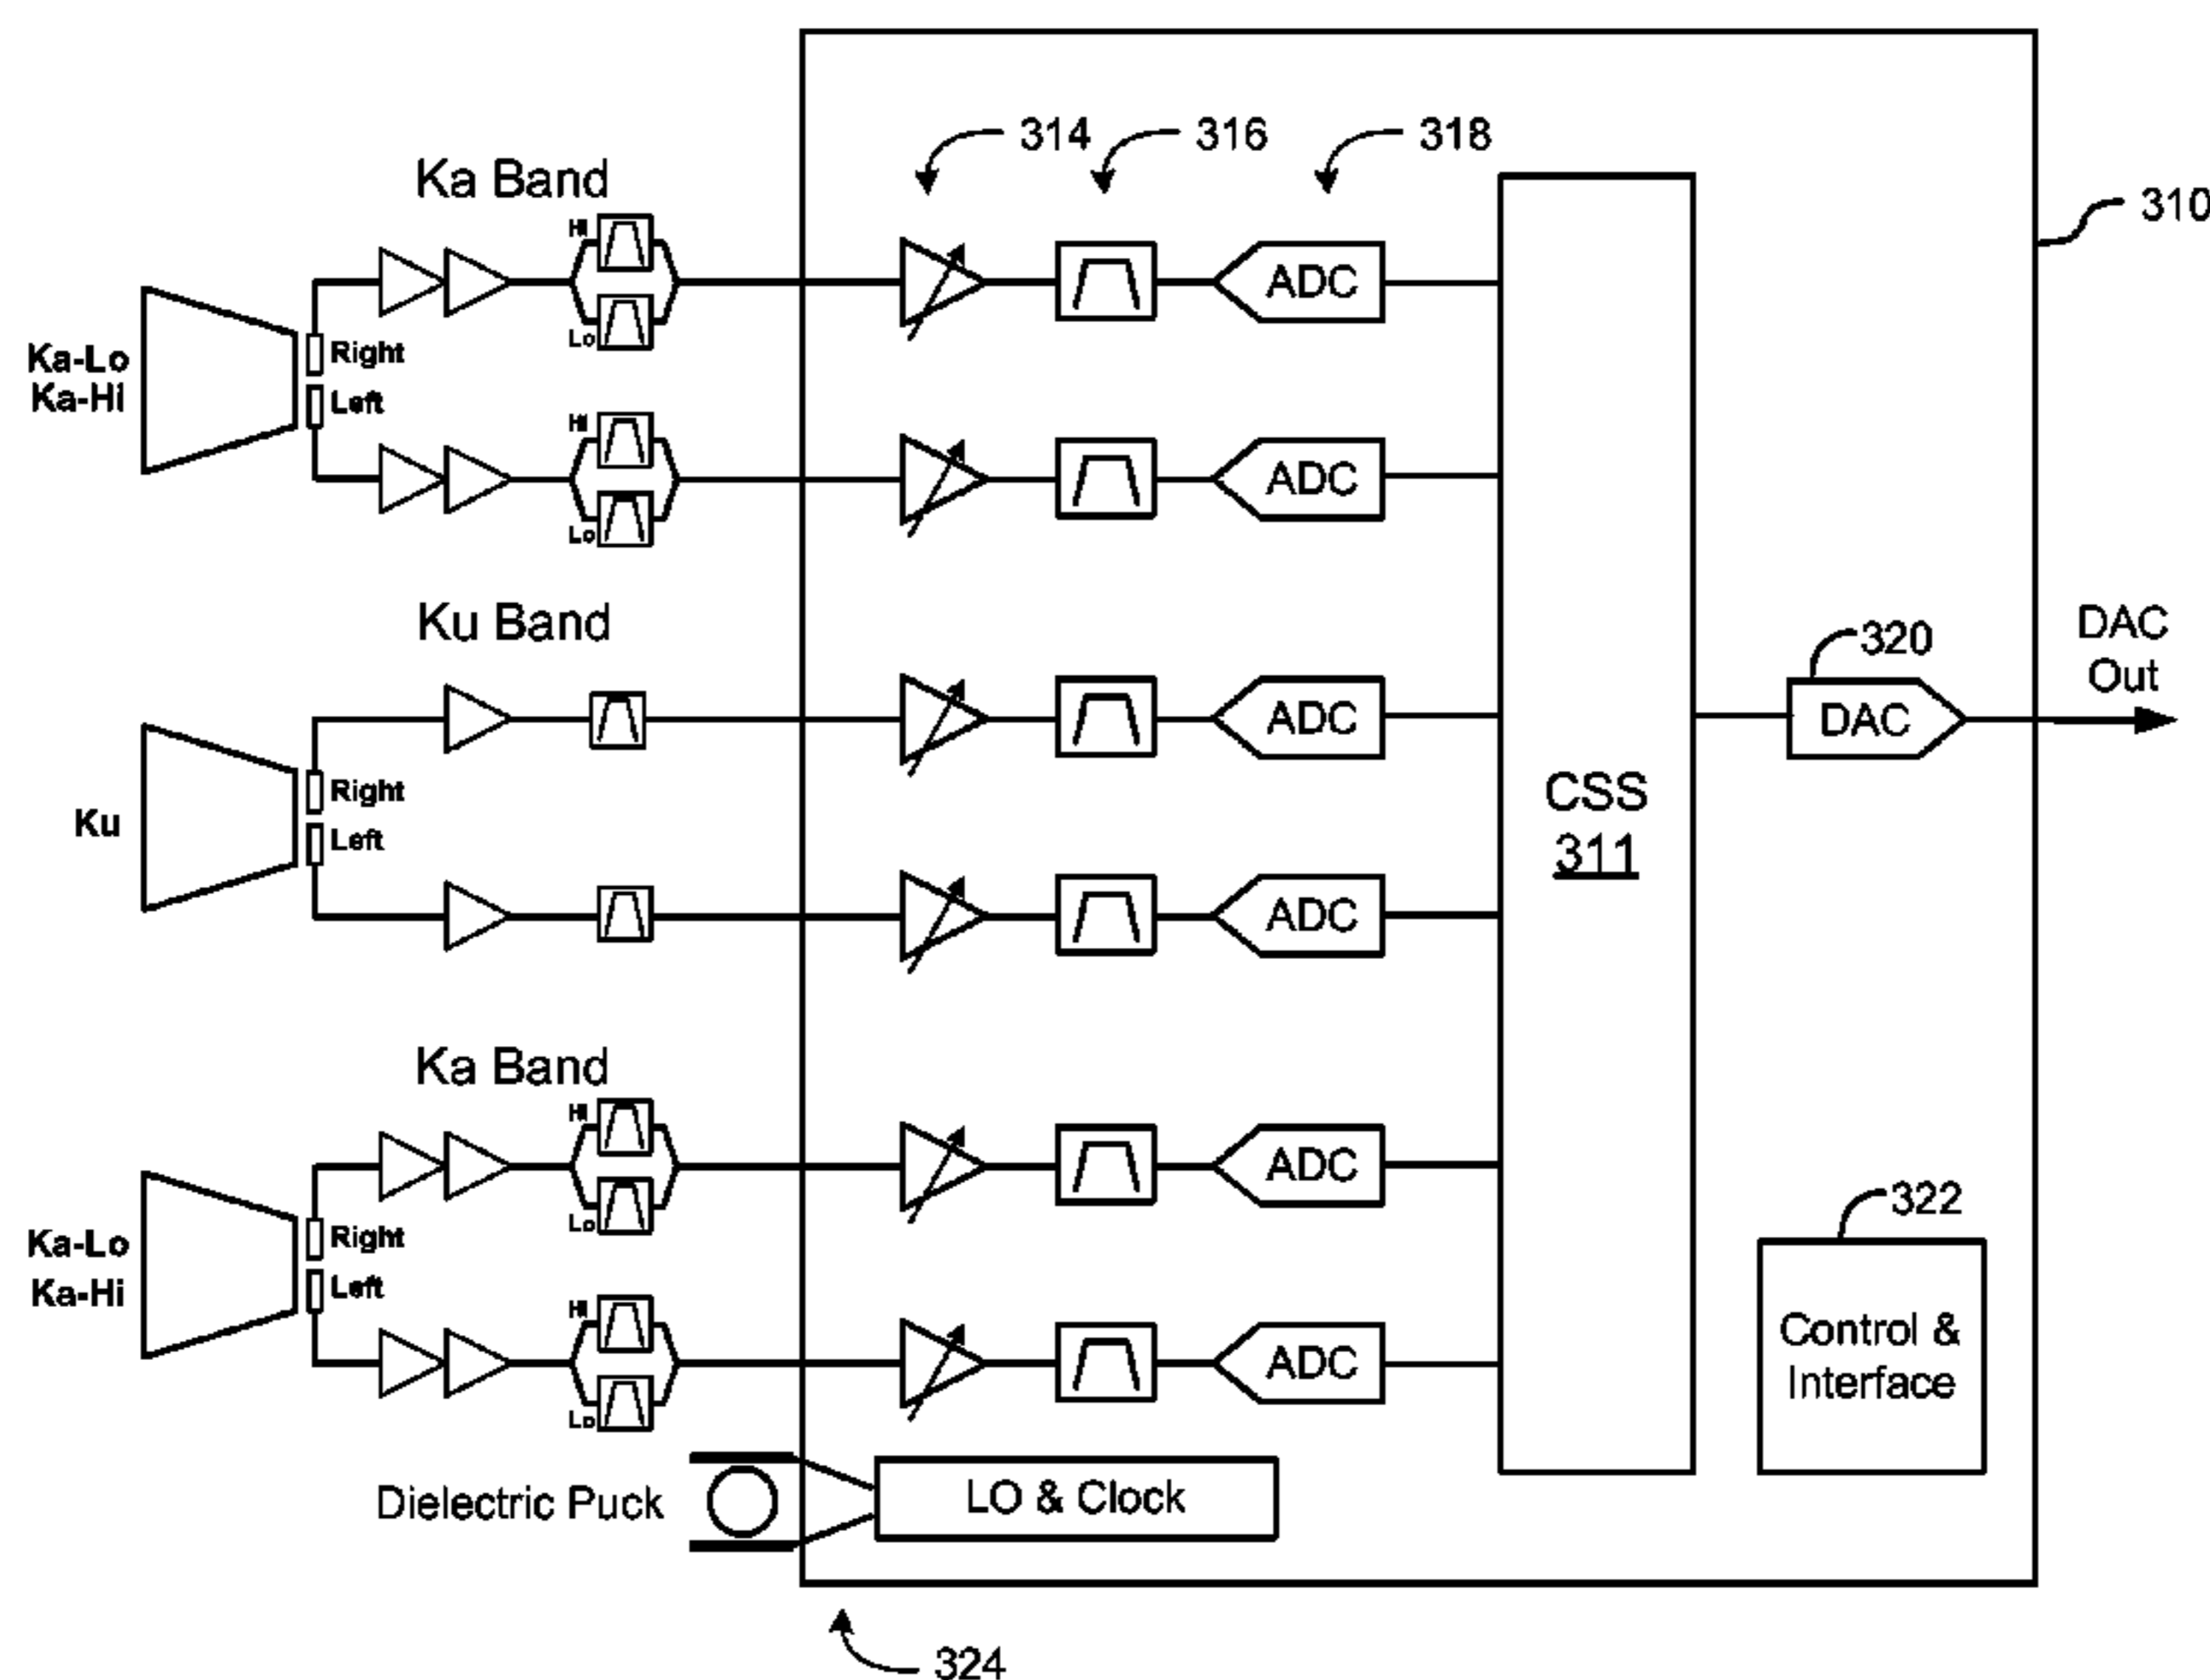 314
316
318
310
Ka Band
Hi
Lo
ADC
Ka-Lo
Ka-Hi
Right
Left
Hi
Lo
ADC
Ku Band
320
DAC
Out
Ku
Right
Left
ADC
DAC
CSS
311
ADC
Ka Band
Hi
Lo
ADC
Ka-Lo
Ka-Hi
Right
Left
322
Control &
Interface
Hi
Lo
ADC
Dielectric Puck
LO & Clock
324